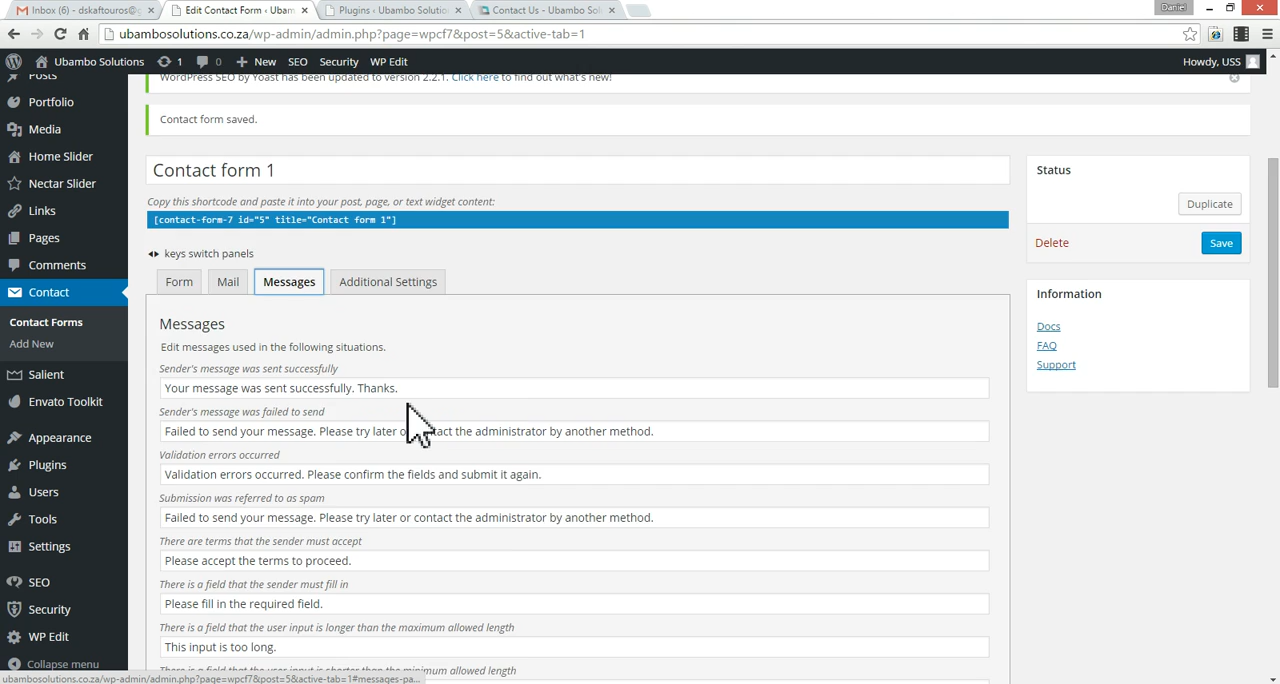 Inbox (6) - dskaftouros@g
Edit Contact Form ‹ Ubam
Plugins ‹ Ubambo Solution
Contact Us - Ubambo Sol
Daniel
ubambosolutions.co.za/wp-admin/admin.php?page=wpcf7&post=5&active-tab=1
Ubambo Solutions
1
0
New
SEO
Security
WP Edit
Howdy, USS
Posts
Portfolio
Media
Home Slider
Nectar Slider
Links
Pages
Comments
Contact
Contact Forms
Add New
Salient
Envato Toolkit
Appearance
Plugins
Users
Tools
Settings
SEO
Security
WP Edit
Collapse menu
WordPress SEO by Yoast has been updated to version 2.2.1. Click here to find out what's new!
Contact form saved.
Contact form 1
Copy this shortcode and paste it into your post, page, or text widget content:
[contact-form-7 id="5" title="Contact form 1"]
keys switch panels
Form
Mail
Messages
Additional Settings
Messages
Edit messages used in the following situations.
Sender's message was sent successfully
Your message was sent successfully. Thanks.
Sender's message was failed to send
Failed to send your message. Please try later the administrator by another method.
Validation errors occurred
Validation errors occurred. Please confirm the fields and submit it again.
Submission was referred to as spam
Failed to send your message. Please try later or contact the administrator by another method.
There are terms that the sender must accept
Please accept the terms to proceed.
There is a field that the sender must fill in
Please fill in the required field.
There is a field that the user input is longer than the maximum allowed length
This input is too long.
There is a field that the user input is shorter than the minimum allowed length
Status
Duplicate
Delete
Save
Information
Docs
FAQ
Support
ubambosolutions.co.za/wp-admin/admin.php?page=wpcf7&post=5&active-tab=1#messages-pa...